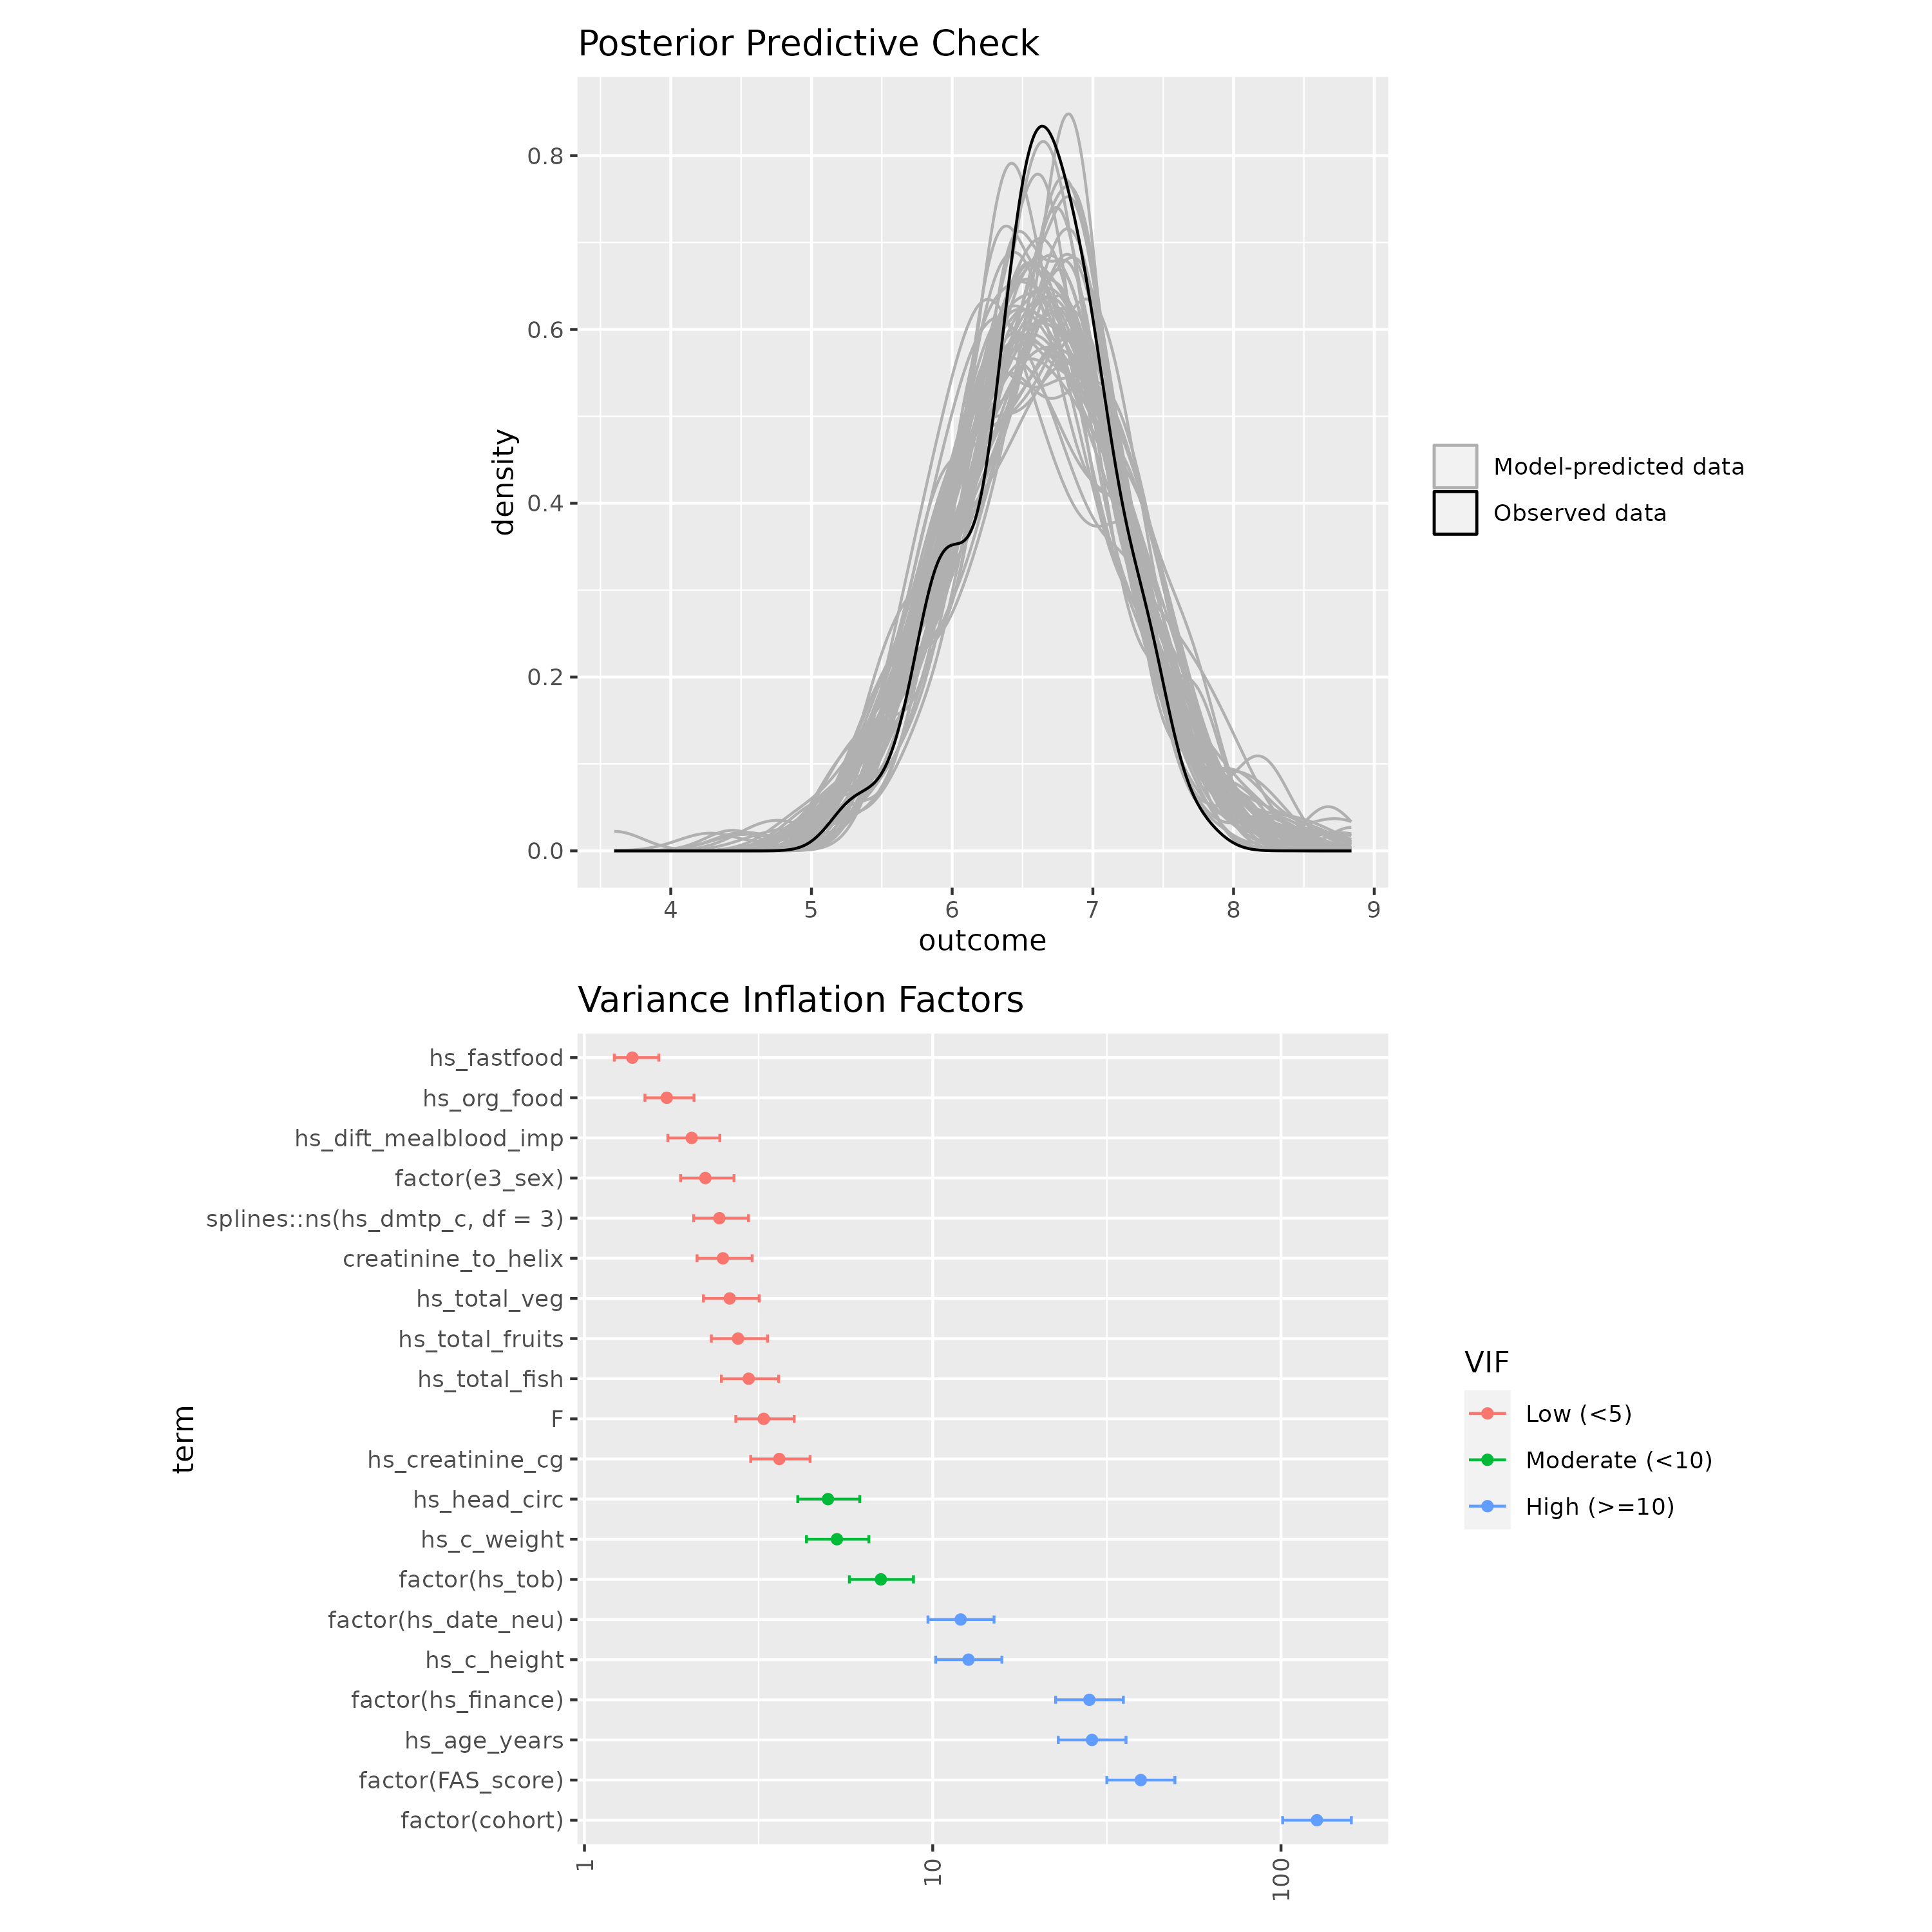 Posterior Predictive Check
density
0.8
0.6
0.4
0.2
0.0
4 5 6 7 8 9
outcome
Model-predicted data
Observed data
Variance Inflation Factors
term
hs_fastfood
hs_org_food
hs_dift_mealblood_imp
factor(e3_sex)
splines::ns(hs_dmtp_c, df = 3)
creatinine_to_helix
hs_total_veg
hs_total_fruits
hs_total_fish
F
hs_creatinine_cg
hs_head_circ
hs_c_weight
factor(hs_tob)
factor(hs_date_neu)
hs_c_height
factor(hs_finance)
hs_age_years
factor(FAS_score)
factor(cohort)
1 10 100
VIF
Low (<5)
Moderate (<10)
High (>=10)